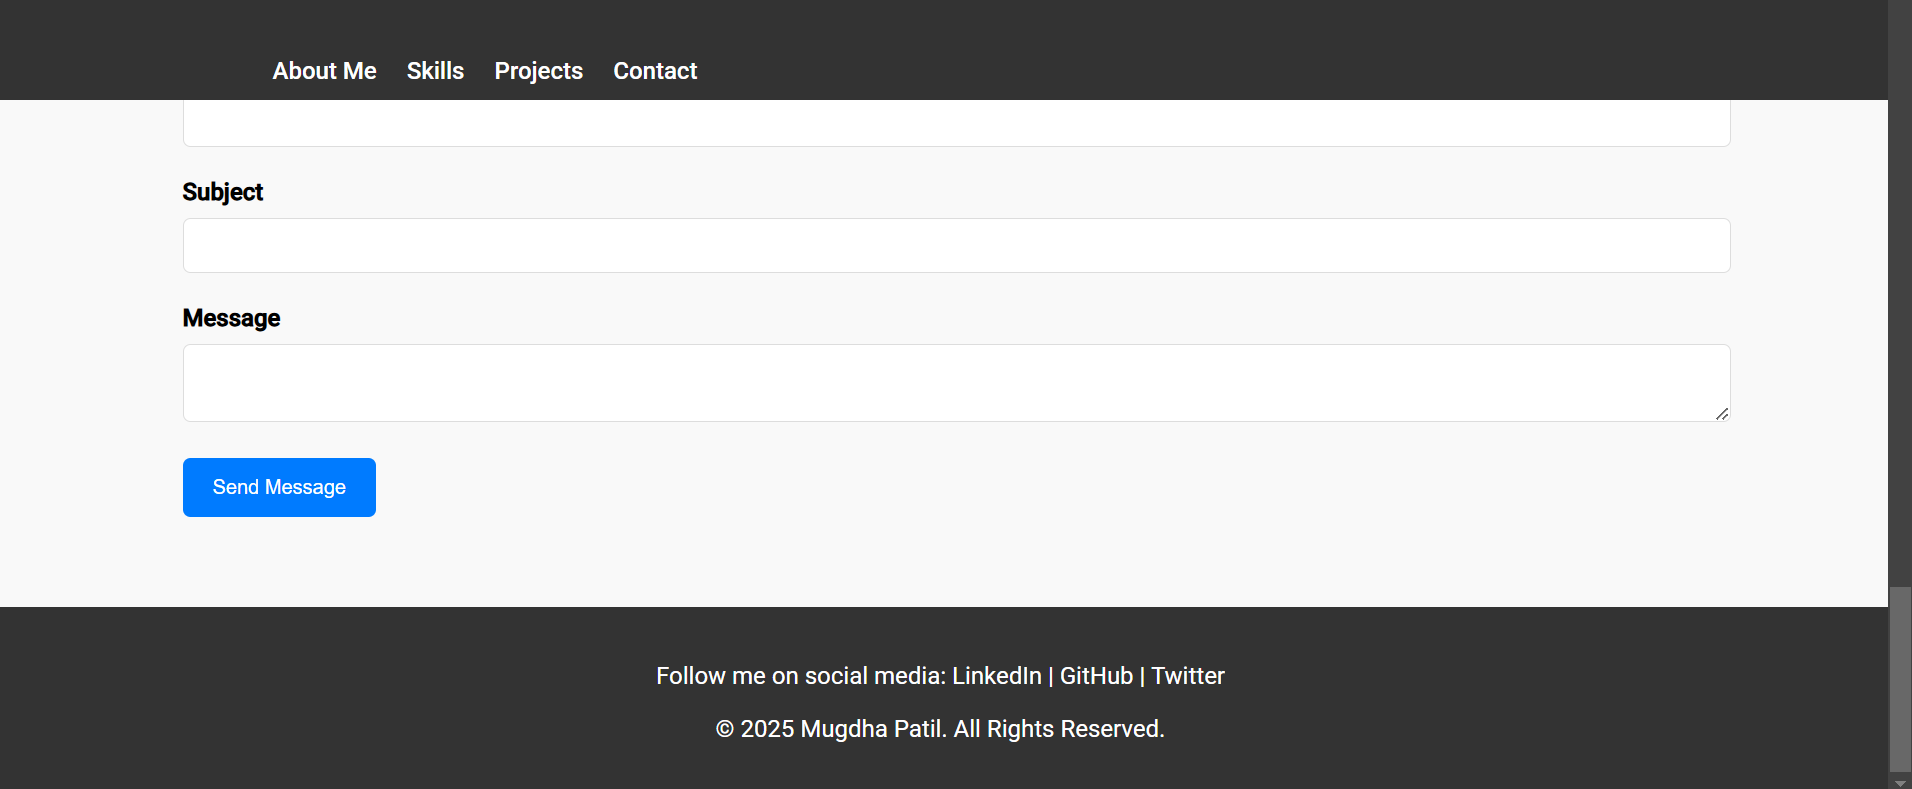 About Me Skills Projects Contact
Subject
Message
Send Message
Follow me on social media: LinkedIn | GitHub | Twitter
© 2025 Mugdha Patil. All Rights Reserved.